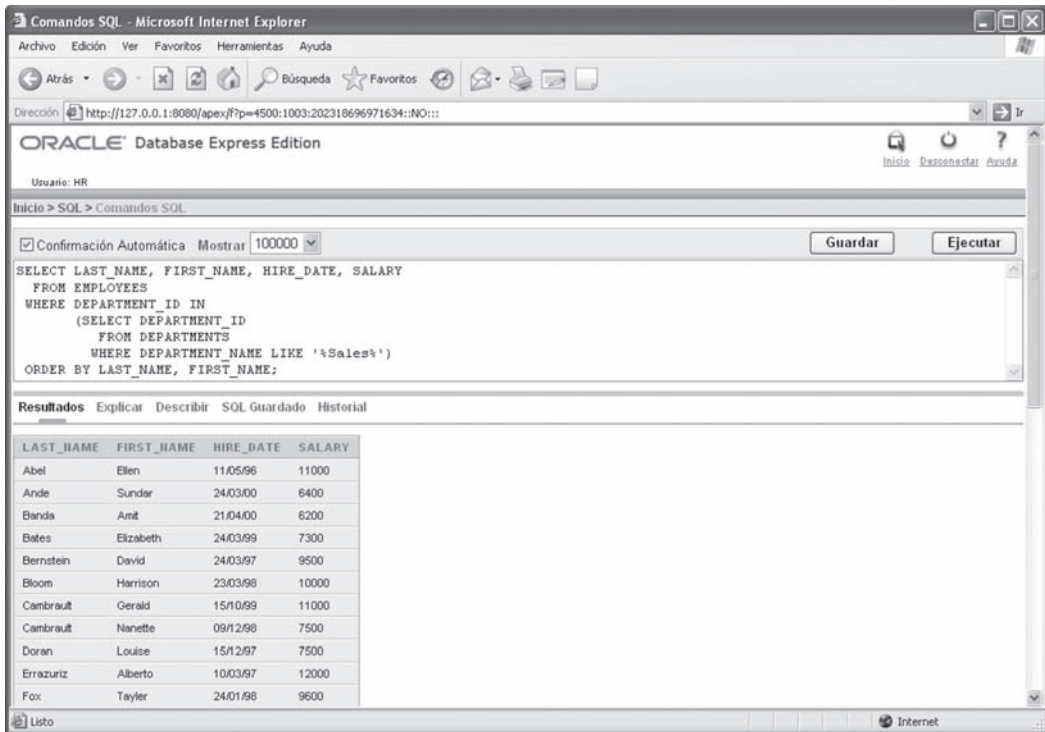 Comandos SQL - Microsoft Internet Explorer
Archivo Edición Ver Favoritos Herramientas Ayuda
Atrás Búsqueda Favoritos
Dirección http://127.0.0.1:8080/apex/f?p=4500:1003:202318696971634::NO::: Ir
ORACLE Database Express Edition
Inicio Desconectar Ayuda
Usuario: HR
Inicio > SQL > Comandos SQL
Confirmación Automática Mostrar 100000 Guardar Ejecutar
SELECT LAST_NAME, FIRST_NAME, HIRE_DATE, SALARY
FROM EMPLOYEES
WHERE DEPARTMENT_ID IN
(SELECT DEPARTMENT_ID
FROM DEPARTMENTS
WHERE DEPARTMENT_NAME LIKE '%Sales%')
ORDER BY LAST_NAME, FIRST_NAME;
Resultados Explicar Describir SQL Guardado Historial
LAST_NAME FIRST_NAME HIRE_DATE SALARY
Abel Ellen 11/05/96 11000
Ande Sundar 24/03/00 6400
Banda Amit 21/04/00 6200
Bates Elizabeth 24/03/99 7300
Bernstein David 24/03/97 9500
Bloom Harrison 23/03/98 10000
Cambrault Gerald 15/10/99 11000
Cambrault Nanette 09/12/98 7500
Doran Louise 15/12/97 7500
Errazuriz Alberto 10/03/97 12000
Fox Tayler 24/01/98 9600
Listo Internet